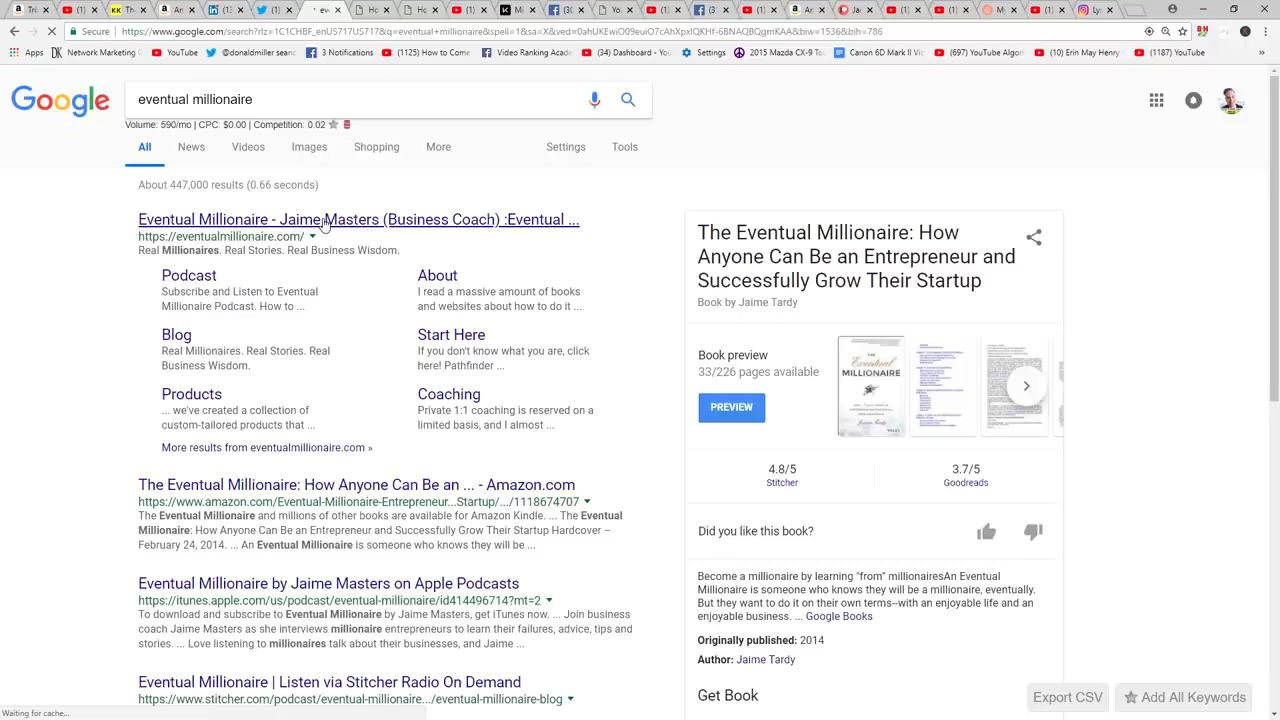 Secure
https://www.google.com/search?rlz=1C1CHBF_enUS717US717&q=eventual+millionaire&spell=1&sa=X&ved=0ahUKEwiO09euiO7cAhXpxlQKHf-6BNAQBQgmKAA&biw=1536&bih=786
Apps
Network Marketing
YouTube
@donaldmiller seano
3 Notifications
(1125) How to Come
Video Ranking Academy
(34) Dashboard - You
Settings
2015 Mazda CX-9 To
Canon 6D Mark II V
(10) Erin May Henry
(1187) YouTube
Google
eventual millionaire
Volume: 590/mo | CPC: $0.00 | Competition: 0.02
All
News
Videos
Images
Shopping
More
Settings
Tools
About 447,000 results (0.66 seconds)
Eventual Millionaire - Jaime Masters (Business Coach) :Eventual ...
https://eventualmillionaire.com/
Real Millionaires. Real Stories. Real Business Wisdom.
Podcast
Subscribe and Listen to Eventual
Millionaire Podcast. How to ...
About
I read a massive amount of books
and websites about how to do it ...
Blog
Real Millionaires. Real Stories. Real
Business Wisdom.
Start Here
If you don't know what you are, click
here! Pathfinder ...
Products
... we've created a collection of
custom-tailored products that ...
Coaching
Private 1:1 coaching is reserved on a
limited basis, and I almost ...
More results from eventualmillionaire.com »
The Eventual Millionaire: How Anyone Can Be an ... - Amazon.com
https://www.amazon.com/Eventual-Millionaire-Entrepreneur...Startup/.../1118674707
The Eventual Millionaire and millions of other books are available for Amazon Kindle. ... The Eventual
Millionaire: How Anyone Can Be an Entrepreneur and Successfully Grow Their Startup Hardcover –
February 24, 2014. ... An Eventual Millionaire is someone who knows they will be ...
Eventual Millionaire by Jaime Masters on Apple Podcasts
https://itunes.apple.com/us/podcast/eventual-millionaire/id414496714?mt=2
To download and subscribe to Eventual Millionaire by Jaime Masters, get iTunes now. ... Join business
coach Jaime Masters as she interviews millionaire entrepreneurs to learn their failures, advice, tips and
stories. ... Love listening to millionaires talk about their businesses, and Jaime ...
Eventual Millionaire | Listen via Stitcher Radio On Demand
https://www.stitcher.com/podcast/eventual-millionaire.../eventual-millionaire-blog
Waiting for cache...
The Eventual Millionaire: How
Anyone Can Be an Entrepreneur and
Successfully Grow Their Startup
Book by Jaime Tardy
Book preview
33/226 pages available
PREVIEW
THE
Eventual
MILLIONAIRE
4.8/5
Stitcher
3.7/5
Goodreads
Did you like this book?
Become a millionaire by learning "from" millionairesAn Eventual
Millionaire is someone who knows they will be a millionaire, eventually.
But they want to do it on their own terms--with an enjoyable life and an
enjoyable business. ... Google Books
Originally published: 2014
Author: Jaime Tardy
Get Book
Export CSV
Add All Keywords